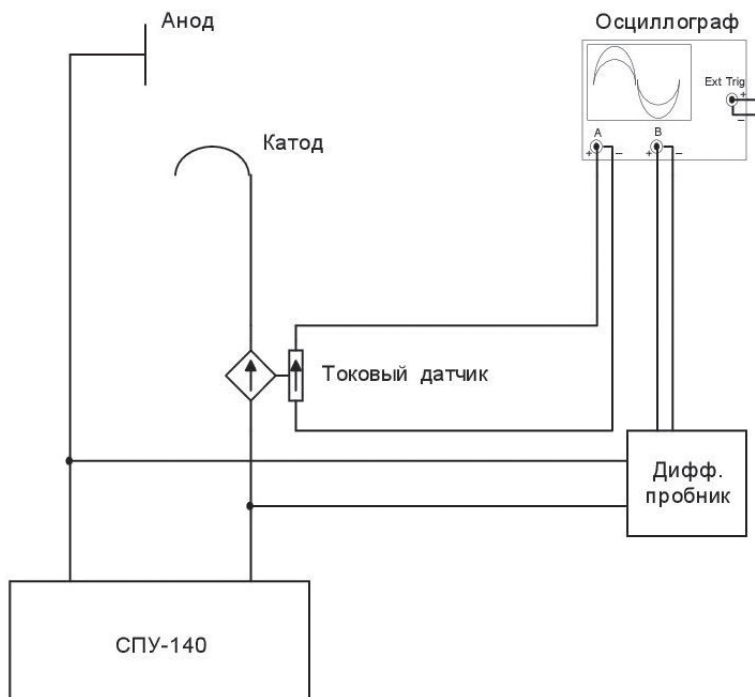 Анод
Осциллограф
Ext Trig
+
–
A
B
+ – + –
Катод
Токовый датчик
Дифф.
пробник
СПУ-140